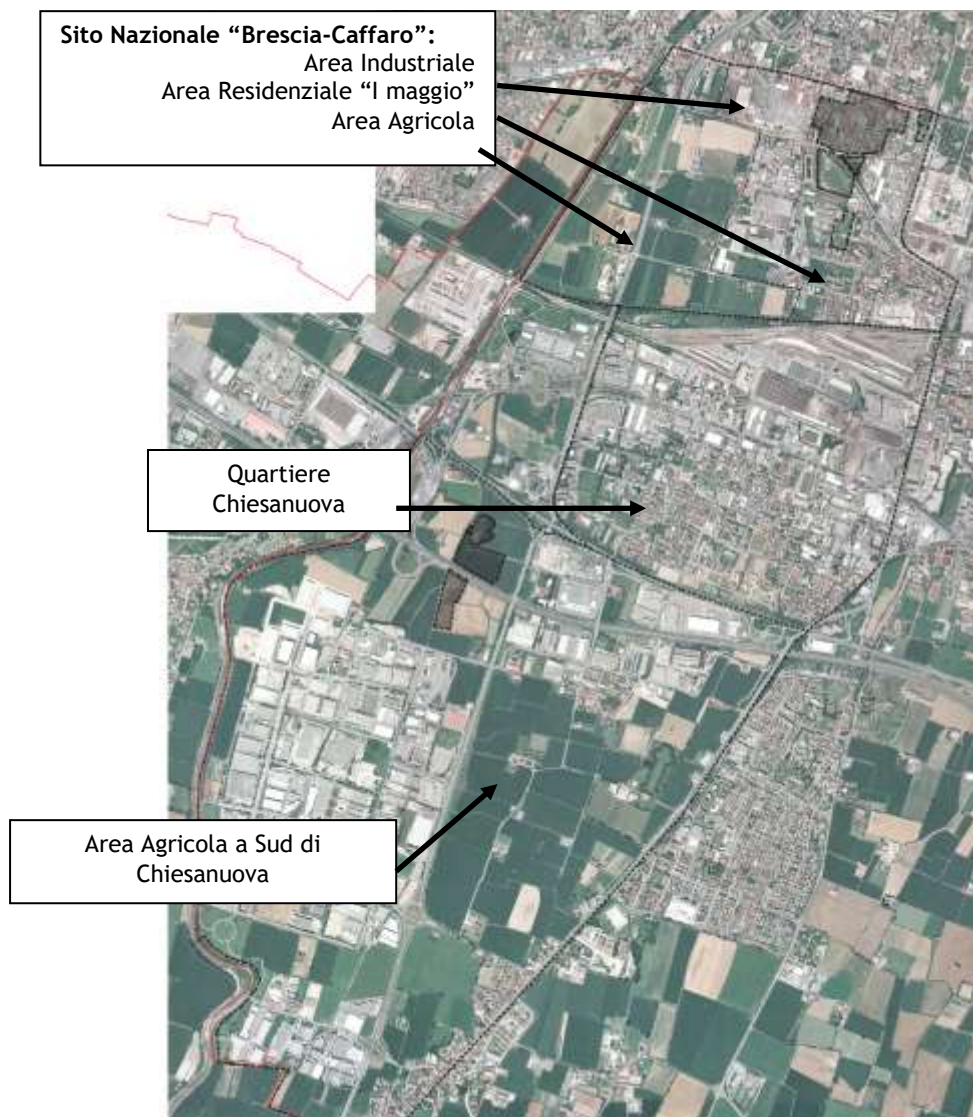 Sito Nazionale “Brescia-Caffaro”:
Area Industriale
Area Residenziale “I maggio”
Area Agricola
Quartiere
Chiesanuova
Area Agricola a Sud di
Chiesanuova